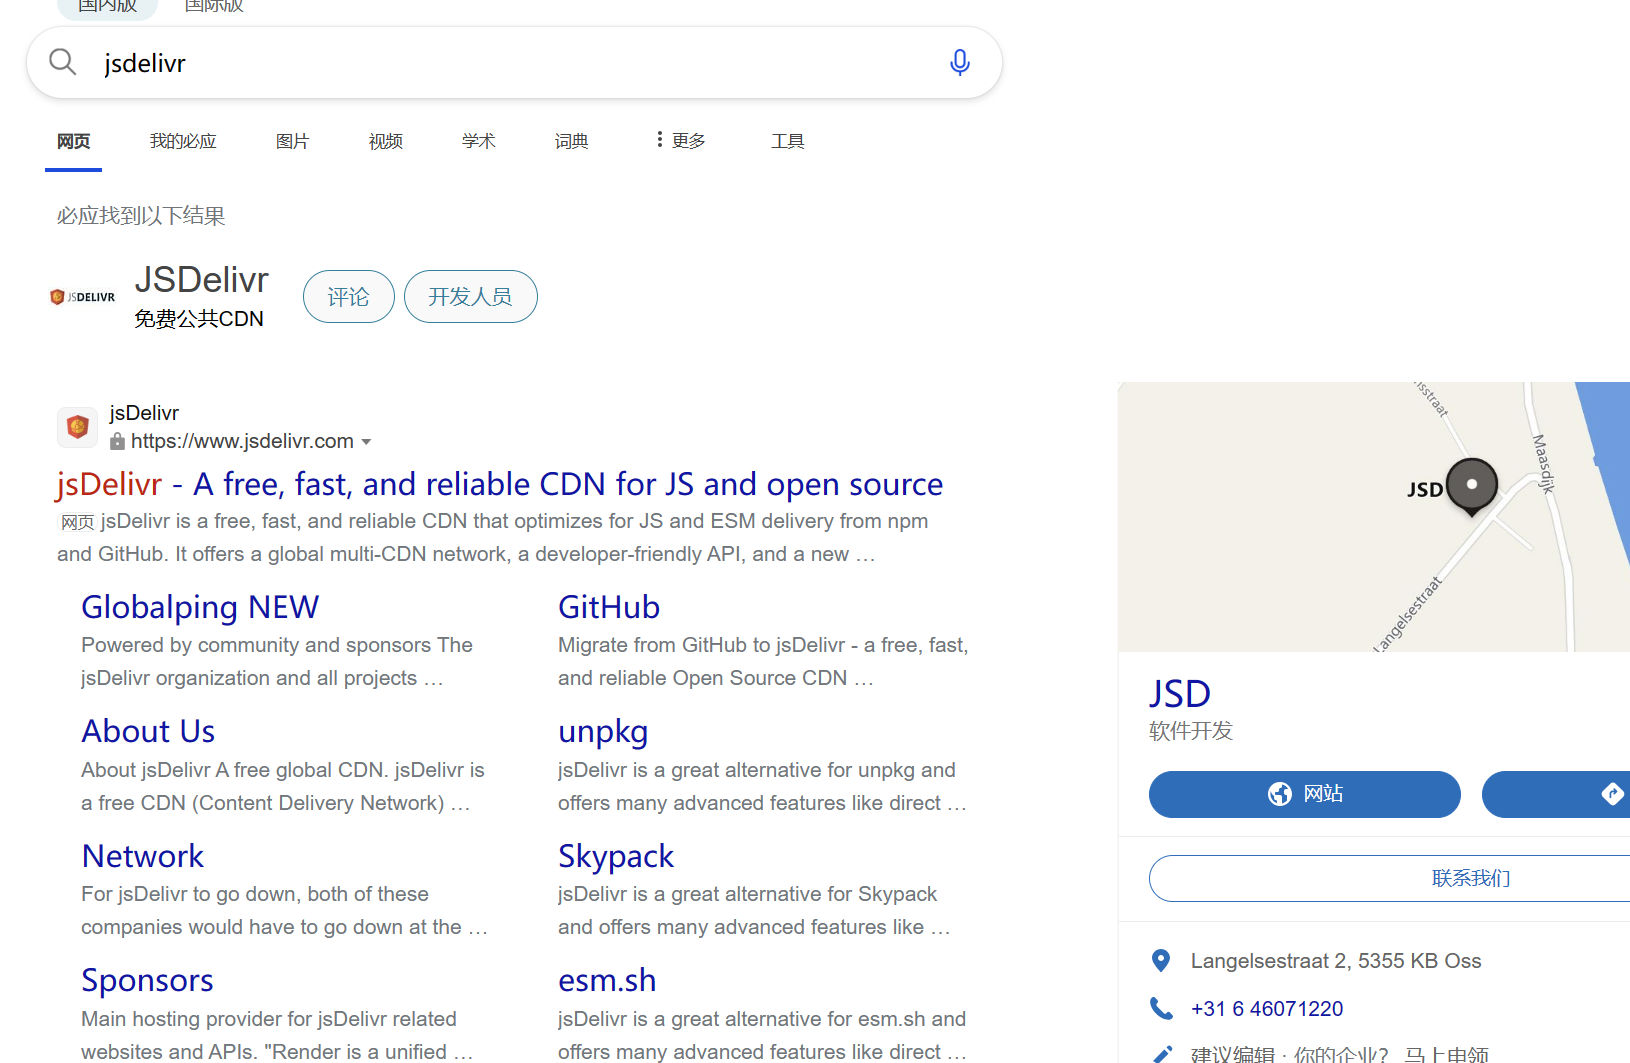 国内版 国际版
jsdelivr
网页 我的必应 图片 视频 学术 词典 更多 工具
必应找到以下结果
JSDELIVR
JSDelivr
免费公共CDN
评论 开发人员
jsDelivr
https://www.jsdelivr.com
jsDelivr - A free, fast, and reliable CDN for JS and open source
网页 jsDelivr is a free, fast, and reliable CDN that optimizes for JS and ESM delivery from npm
and GitHub. It offers a global multi-CDN network, a developer-friendly API, and a new …
Globalping NEW
Powered by community and sponsors The
jsDelivr organization and all projects …
GitHub
Migrate from GitHub to jsDelivr - a free, fast,
and reliable Open Source CDN …
About Us
About jsDelivr A free global CDN. jsDelivr is
a free CDN (Content Delivery Network) …
unpkg
jsDelivr is a great alternative for unpkg and
offers many advanced features like direct …
Network
For jsDelivr to go down, both of these
companies would have to go down at the …
Skypack
jsDelivr is a great alternative for Skypack
and offers many advanced features like …
Sponsors
Main hosting provider for jsDelivr related
websites and APIs. "Render is a unified …
esm.sh
jsDelivr is a great alternative for esm.sh and
offers many advanced features like direct …
Maasdijk
JSD
Langelsestraat
JSD
软件开发
网站
联系我们
Langelsestraat 2, 5355 KB Oss
+31 6 46071220
建议编辑 · 你的企业? 马上申领